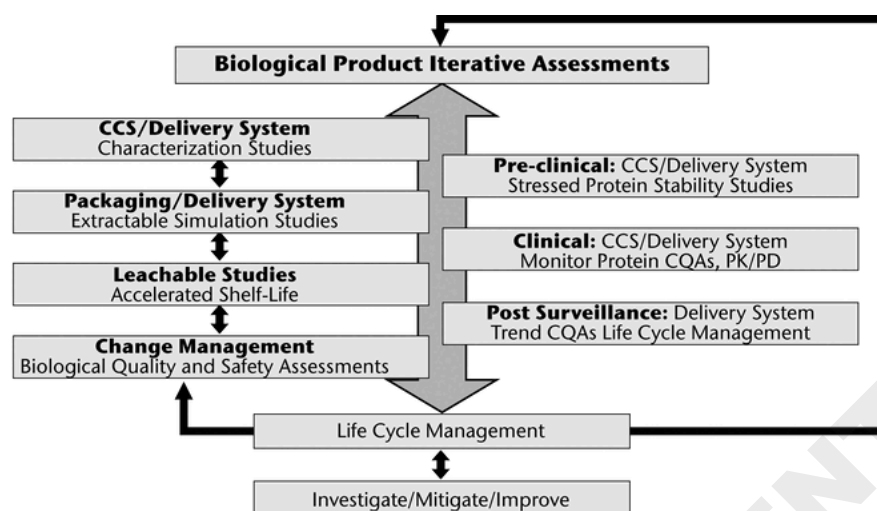 Biological Product Iterative Assessments
CCS/Delivery System
Characterization Studies
Packaging/Delivery System
Extractable Simulation Studies
Leachable Studies
Accelerated Shelf-Life
Change Management
Biological Quality and Safety Assessments
Pre-clinical: CCS/Delivery System
Stressed Protein Stability Studies
Clinical: CCS/Delivery System
Monitor Protein CQAs, PK/PD
Post Surveillance: Delivery System
Trend CQAs Life Cycle Management
Life Cycle Management
Investigate/Mitigate/Improve